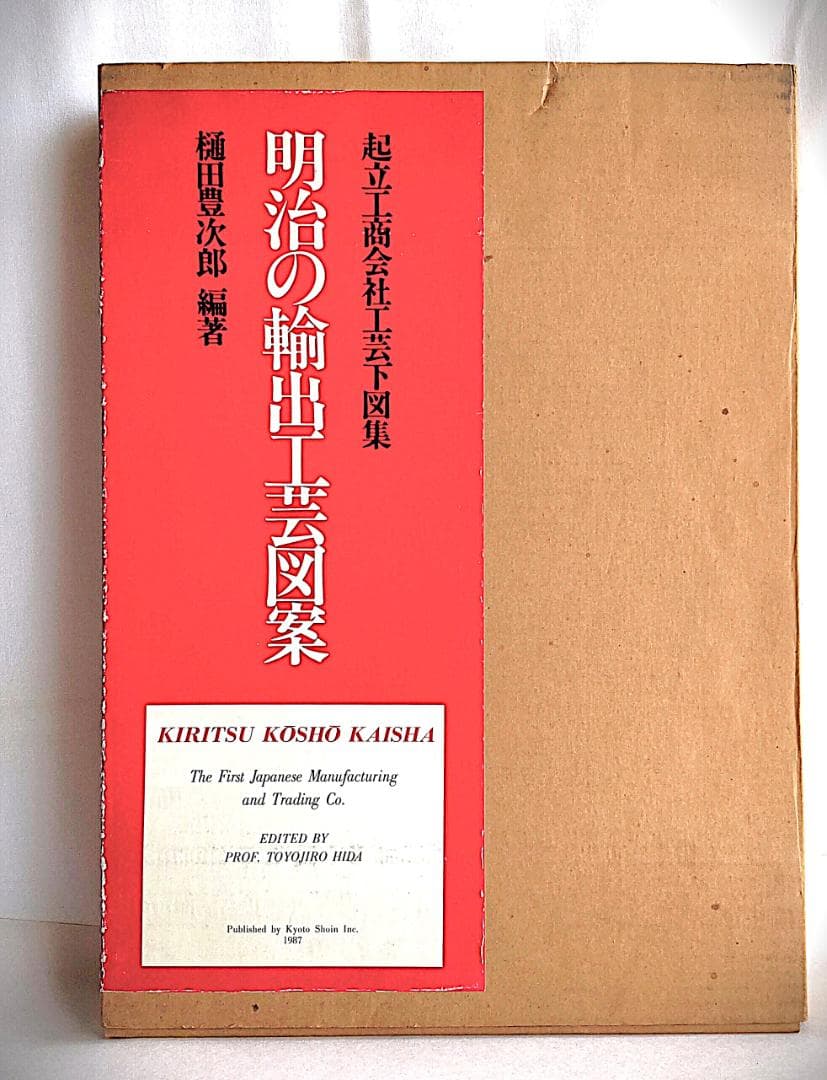 起立工商会社工芸下図集
明治の輸出工芸図案
樋田豊次郎 編著
KIRITSU KŌSHŌ KAISHA
The First Japanese Manufacturing
and Trading Co.
EDITED BY
PROF. TOYOJIRO HIDA
Published by Kyoto Shoin Inc.
1987